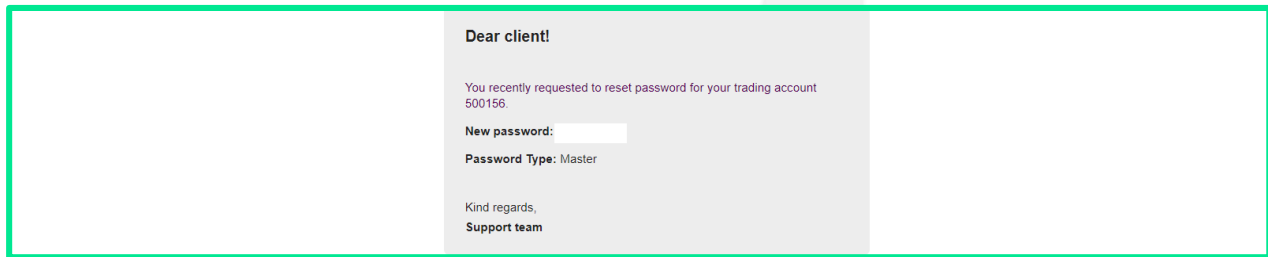 Dear client!
You recently requested to reset password for your trading account
500156.
New password:
Password Type: Master
Kind regards,
Support team